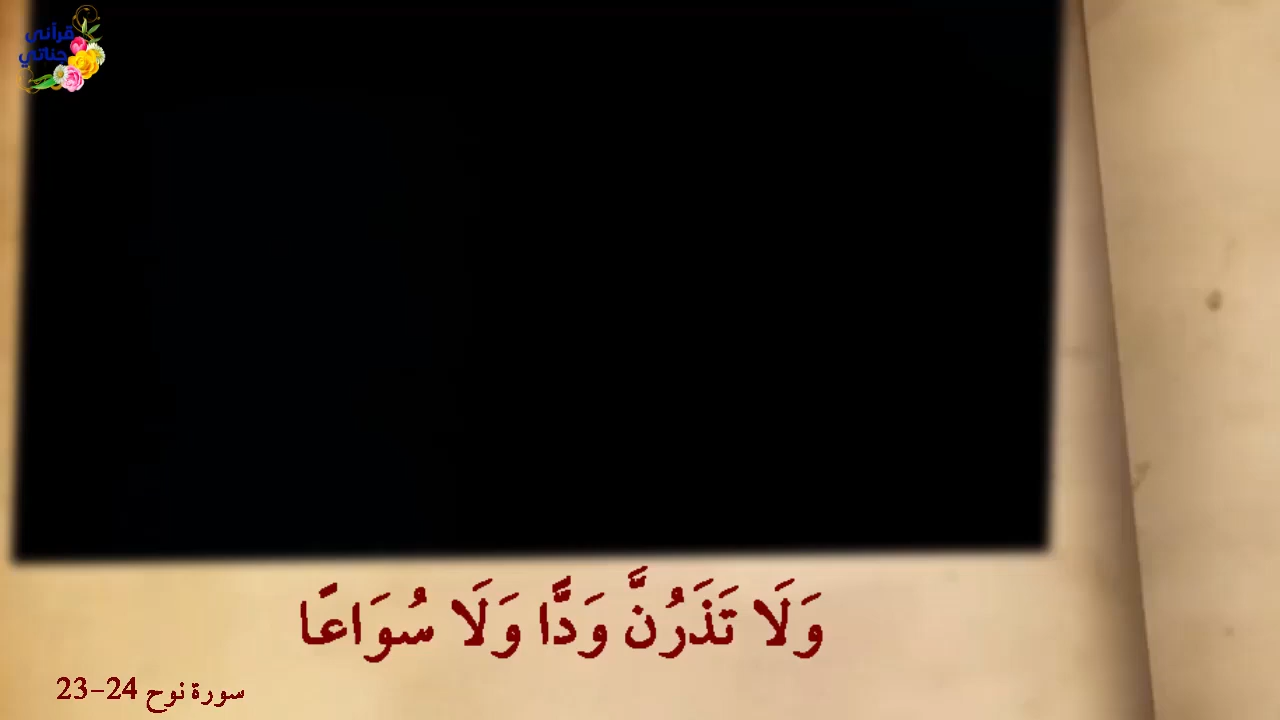 قرآني
جناتي
وَلَا تَذَرُنَّ وَدًّا وَلَا سُوَاعًا
سورة نوح 24-23